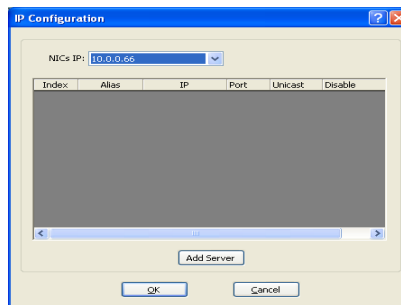 IP Configuration
NICs IP: 10.0.0.66
Index Alias IP Port Unicast Disable
Add Server
OK Cancel